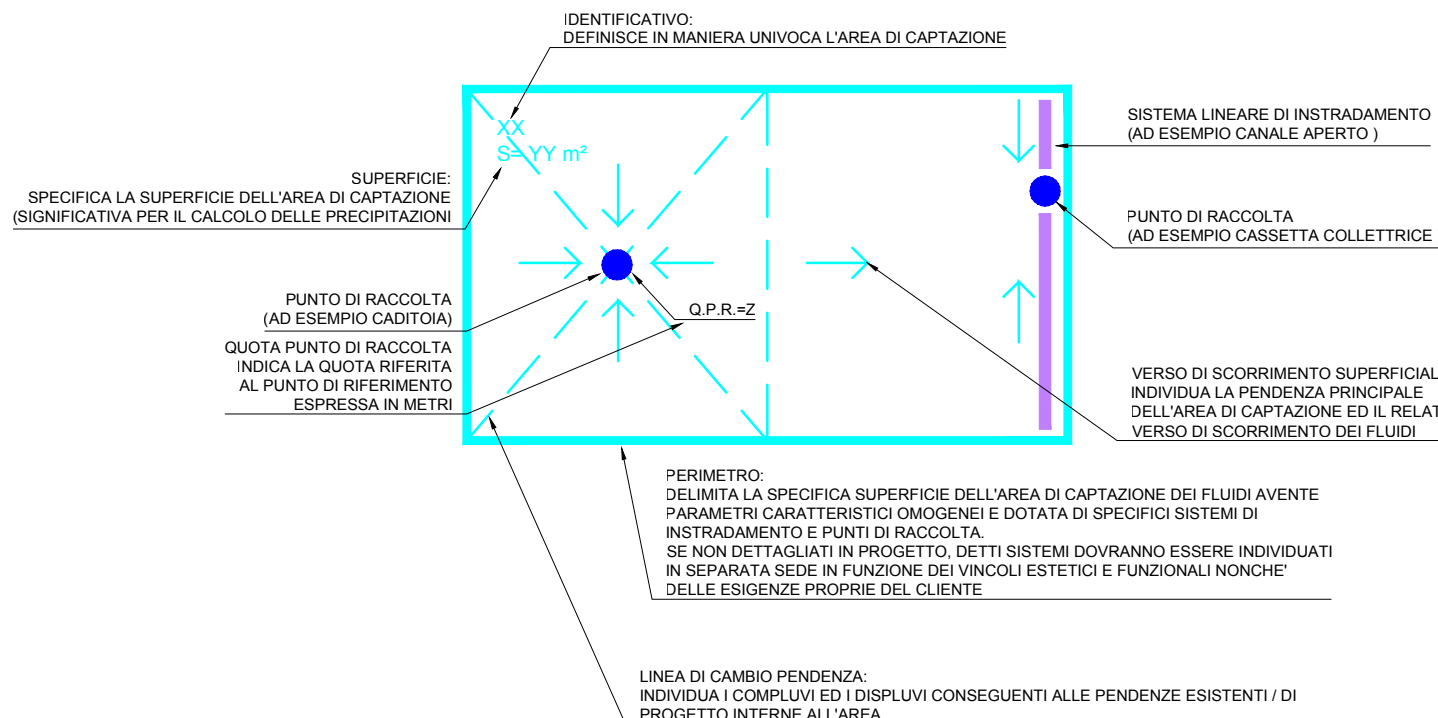 IDENTIFICATIVO:
DEFINISCE IN MANIERA UNIVOCA L'AREA DI CAPTAZIONE
XX
S= YY m²
SUPERFICIE:
SPECIFICA LA SUPERFICIE DELL'AREA DI CAPTAZIONE
(SIGNIFICATIVA PER IL CALCOLO DELLE PRECIPITAZIONI
SISTEMA LINEARE DI INSTRADAMENTO
(AD ESEMPIO CANALE APERTO )
PUNTO DI RACCOLTA
(AD ESEMPIO CASSETTA COLLETTRICE
PUNTO DI RACCOLTA
(AD ESEMPIO CADITOIA)
Q.P.R.=Z
QUOTA PUNTO DI RACCOLTA
INDICA LA QUOTA RIFERITA
AL PUNTO DI RIFERIMENTO
ESPRESSA IN METRI
VERSO DI SCORRIMENTO SUPERFICIAL
INDIVIDUA LA PENDENZA PRINCIPALE
DELL'AREA DI CAPTAZIONE ED IL RELAT
VERSO DI SCORRIMENTO DEI FLUIDI
PERIMETRO:
DELIMITA LA SPECIFICA SUPERFICIE DELL'AREA DI CAPTAZIONE DEI FLUIDI AVENTE
PARAMETRI CARATTERISTICI OMOGENEI E DOTATA DI SPECIFICI SISTEMI DI
INSTRADAMENTO E PUNTI DI RACCOLTA.
SE NON DETTAGLIATI IN PROGETTO, DETTI SISTEMI DOVRANNO ESSERE INDIVIDUATI
IN SEPARATA SEDE IN FUNZIONE DEI VINCOLI ESTETICI E FUNZIONALI NONCHE'
DELLE ESIGENZE PROPRIE DEL CLIENTE
LINEA DI CAMBIO PENDENZA:
INDIVIDUA I COMPLUVI ED I DISPLUVI CONSEGUENTI ALLE PENDENZE ESISTENTI / DI
PROGETTO INTERNE ALL'AREA